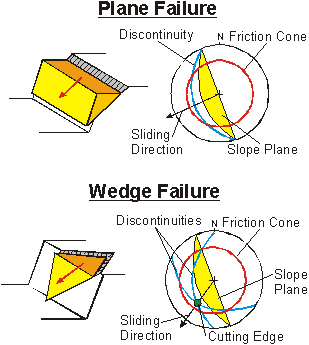 Plane Failure
Discontinuity
N Friction Cone
Sliding
Direction
Slope Plane
Wedge Failure
Discontinuities
N Friction Cone
Slope
Plane
Sliding
Direction
Cutting Edge